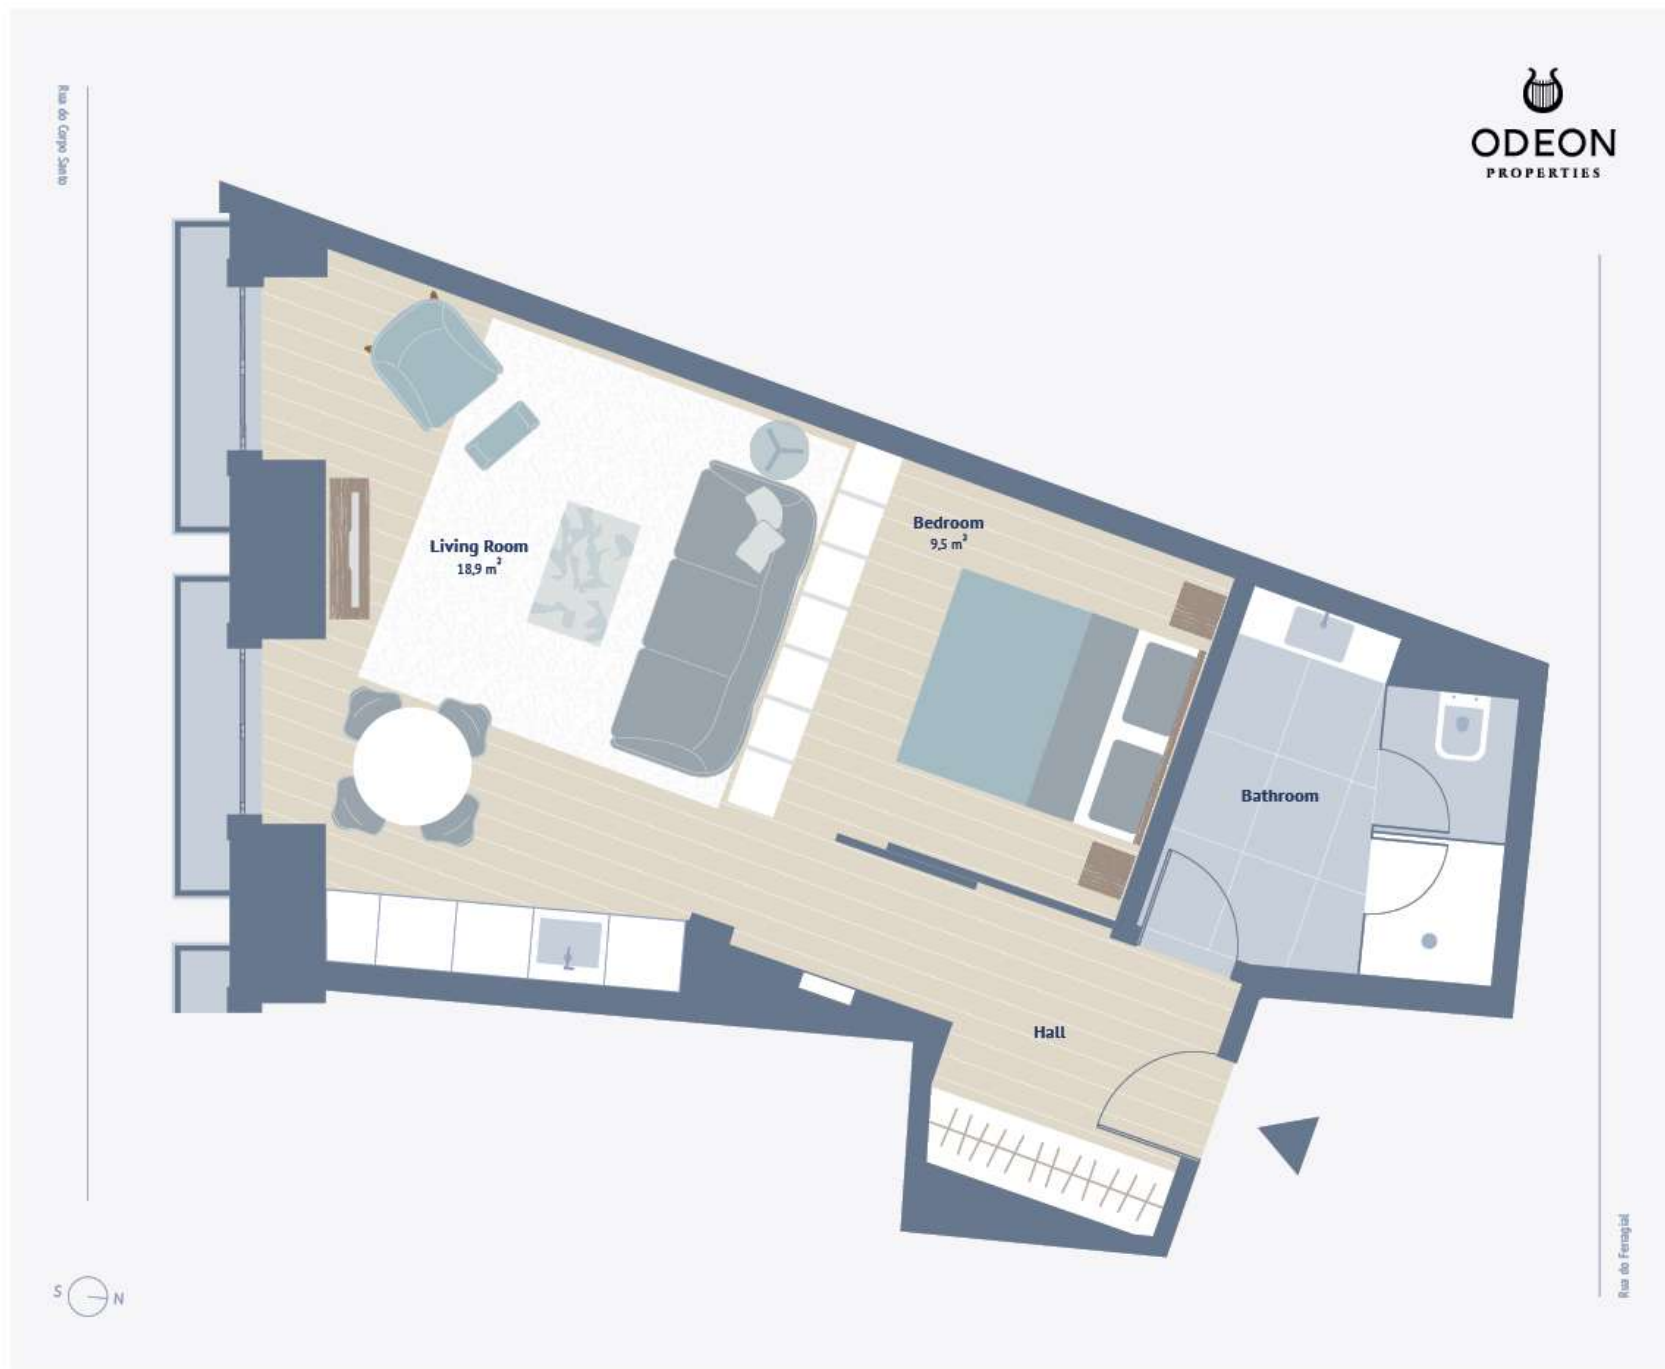 Rua do Corpo Santo
ODEON
PROPERTIES
Bedroom
9,5 m²
Living Room
18,9 m²
Bathroom
Hall
Rua do Ferragial
S
N